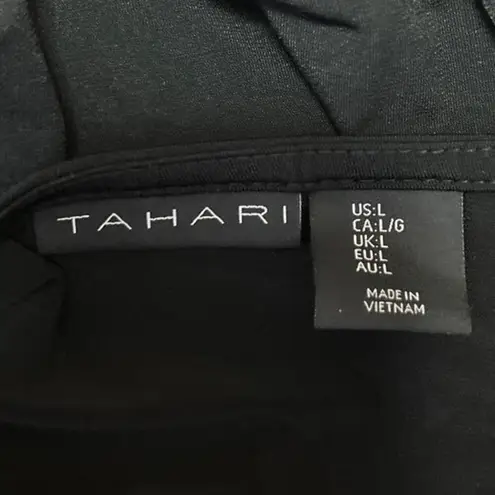 TAHARI
US:L
CA:L/G
UK:L
EU:L
AU:L
MADE IN
VIETNAM